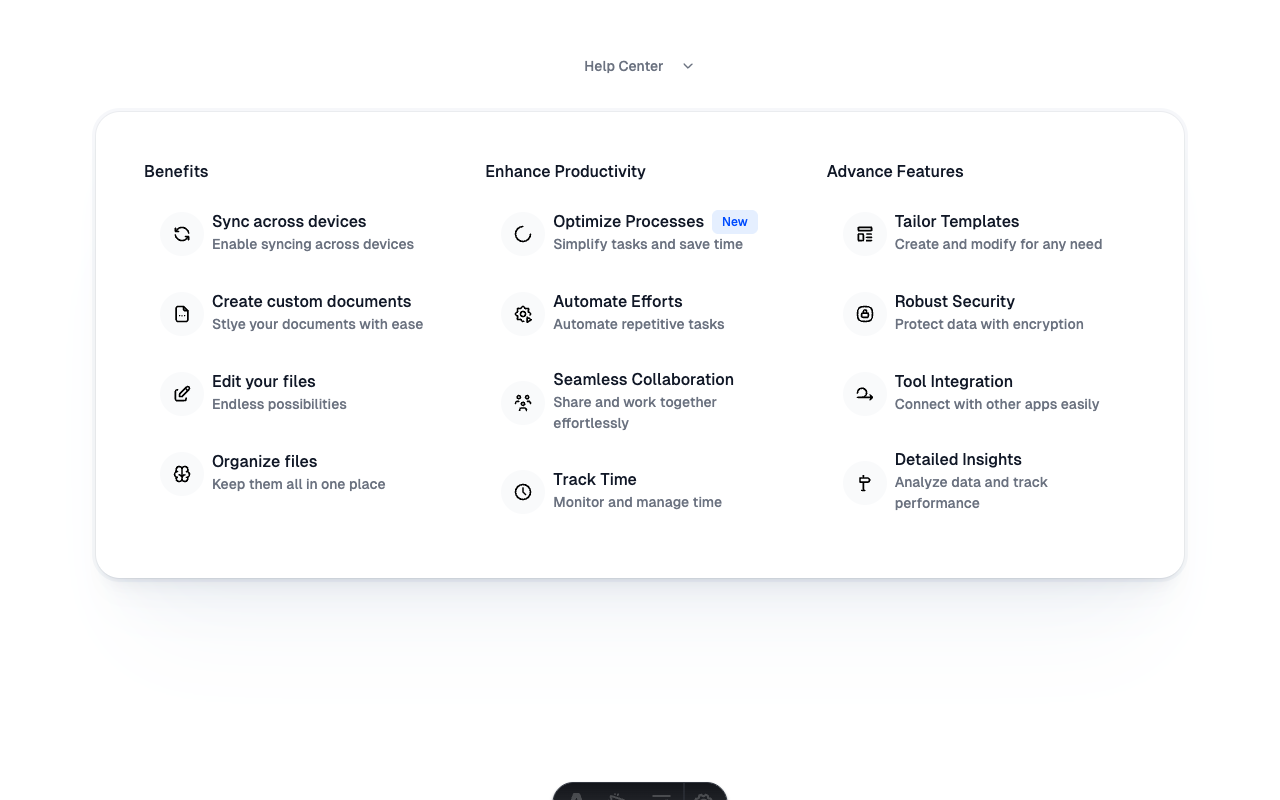 Help Center
Benefits
Sync across devices
Enable syncing across devices
Create custom documents
Stlye your documents with ease
Edit your files
Endless possibilities
Organize files
Keep them all in one place
Enhance Productivity
Optimize Processes New
Simplify tasks and save time
Automate Efforts
Automate repetitive tasks
Seamless Collaboration
Share and work together
effortlessly
Track Time
Monitor and manage time
Advance Features
Tailor Templates
Create and modify for any need
Robust Security
Protect data with encryption
Tool Integration
Connect with other apps easily
Detailed Insights
Analyze data and track
performance